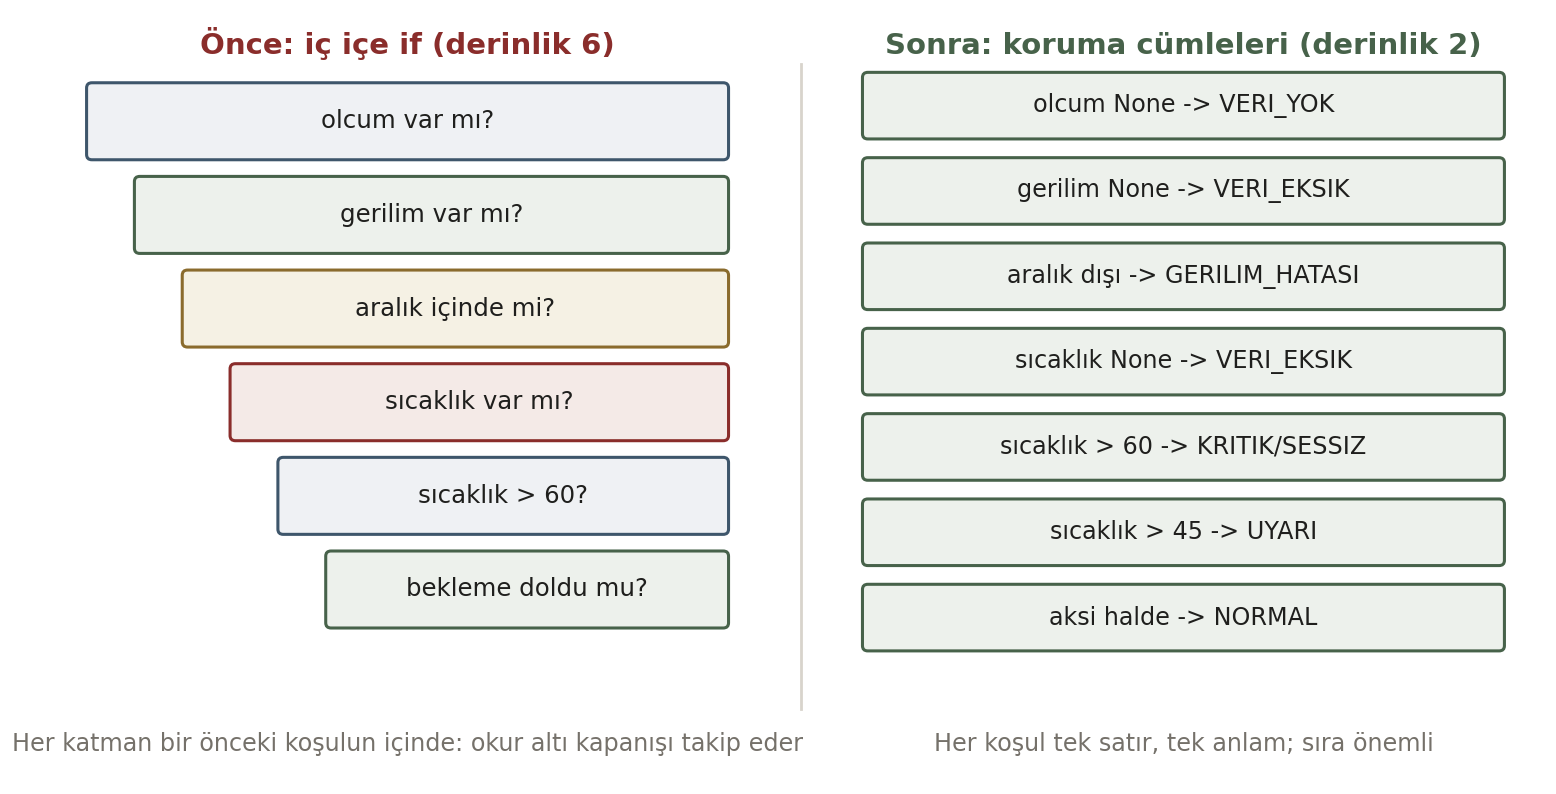 Önce: iç içe if (derinlik 6)
olcum var mı?
gerilim var mı?
aralık içinde mi?
sıcaklık var mı?
sıcaklık > 60?
bekleme doldu mu?
Her katman bir önceki koşulun içinde: okur altı kapanışı takip eder
Sonra: koruma cümleleri (derinlik 2)
olcum None -> VERI_YOK
gerilim None -> VERI_EKSIK
aralık dışı -> GERILIM_HATASI
sıcaklık None -> VERI_EKSIK
sıcaklık > 60 -> KRITIK/SESSIZ
sıcaklık > 45 -> UYARI
aksi halde -> NORMAL
Her koşul tek satır, tek anlam; sıra önemli